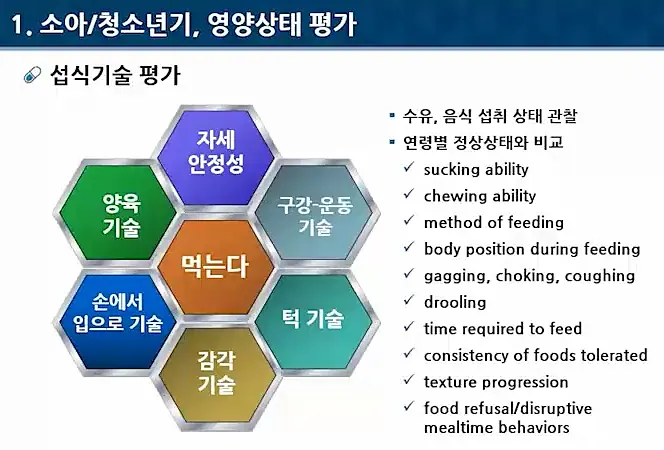 1. 소아/청소년기, 영양상태 평가
섭식기술 평가
자세
안정성
양육
기술
구강-운동
기술
먹는다
손에서
입으로 기술
턱 기술
감각
기술
수유, 음식 섭취 상태 관찰
연령별 정상상태와 비교
sucking ability
chewing ability
method of feeding
body position during feeding
gagging, choking, coughing
drooling
time required to feed
consistency of foods tolerated
texture progression
food refusal/disruptive
mealtime behaviors